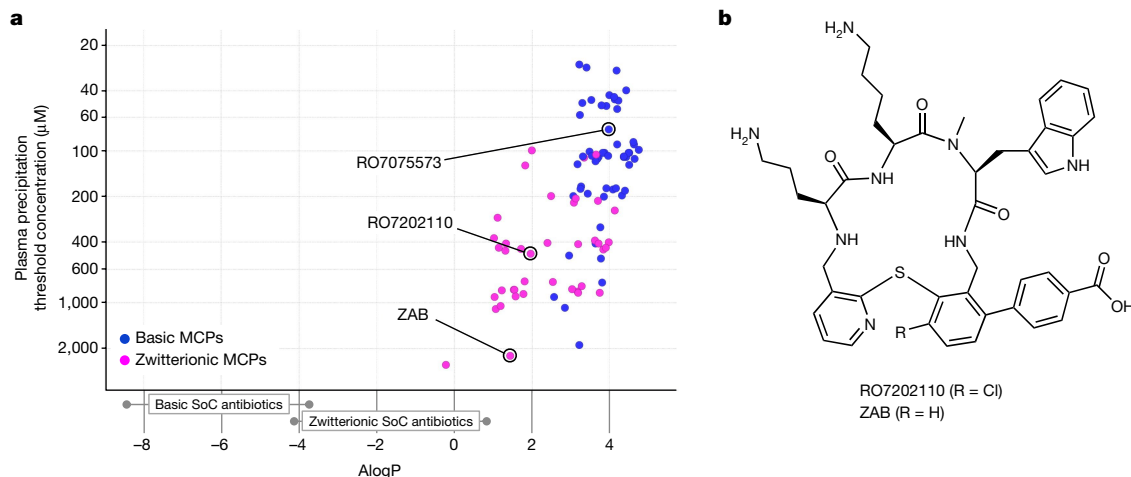 a
20
40
60
100
200
400
600
1,000
2,000
Plasma precipitation
threshold concentration (μM)
RO7075573
RO7202110
ZAB
Basic MCPs
Zwitterionic MCPs
Basic SoC antibiotics
Zwitterionic SoC antibiotics
−8
−6
−4
−2
0
2
4
AlogP
b
H₂N
H₂N
O
N
NH
O
NH
O
NH
HN
S
O
OH
N
R
RO7202110 (R = Cl)
ZAB (R = H)